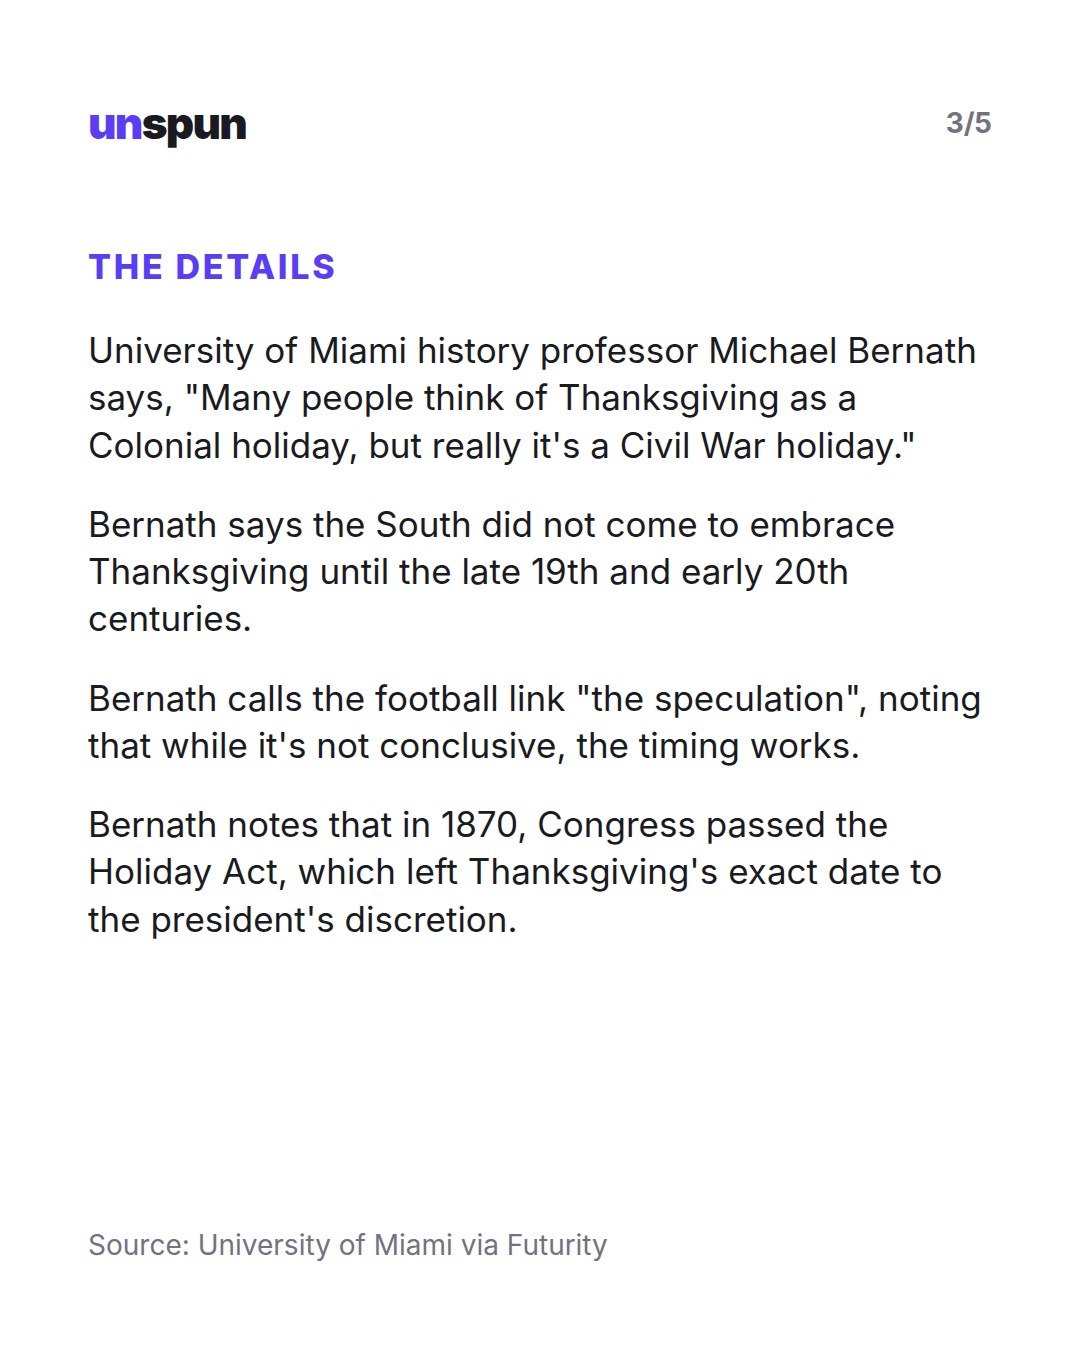 unspun
3/5
THE DETAILS
University of Miami history professor Michael Bernath
says, "Many people think of Thanksgiving as a
Colonial holiday, but really it's a Civil War holiday."
Bernath says the South did not come to embrace
Thanksgiving until the late 19th and early 20th
centuries.
Bernath calls the football link "the speculation", noting
that while it's not conclusive, the timing works.
Bernath notes that in 1870, Congress passed the
Holiday Act, which left Thanksgiving's exact date to
the president's discretion.
Source: University of Miami via Futurity